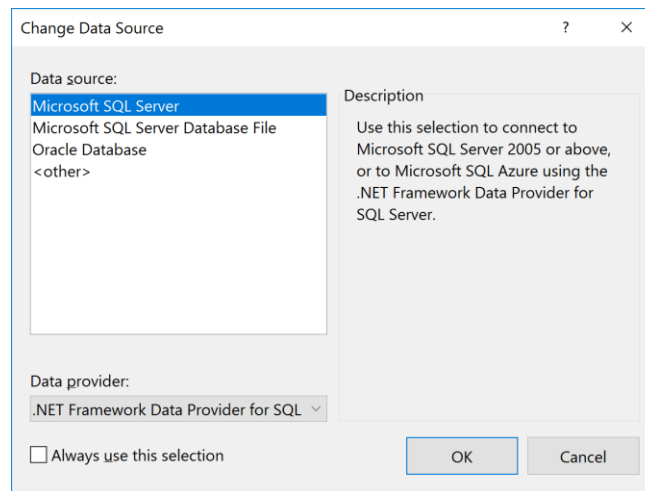 Change Data Source
?
Data source:
Microsoft SQL Server
Microsoft SQL Server Database File
Oracle Database
<other>
Description
Use this selection to connect to
Microsoft SQL Server 2005 or above,
or to Microsoft SQL Azure using the
.NET Framework Data Provider for
SQL Server.
Data provider:
.NET Framework Data Provider for SQL
Always use this selection
OK
Cancel